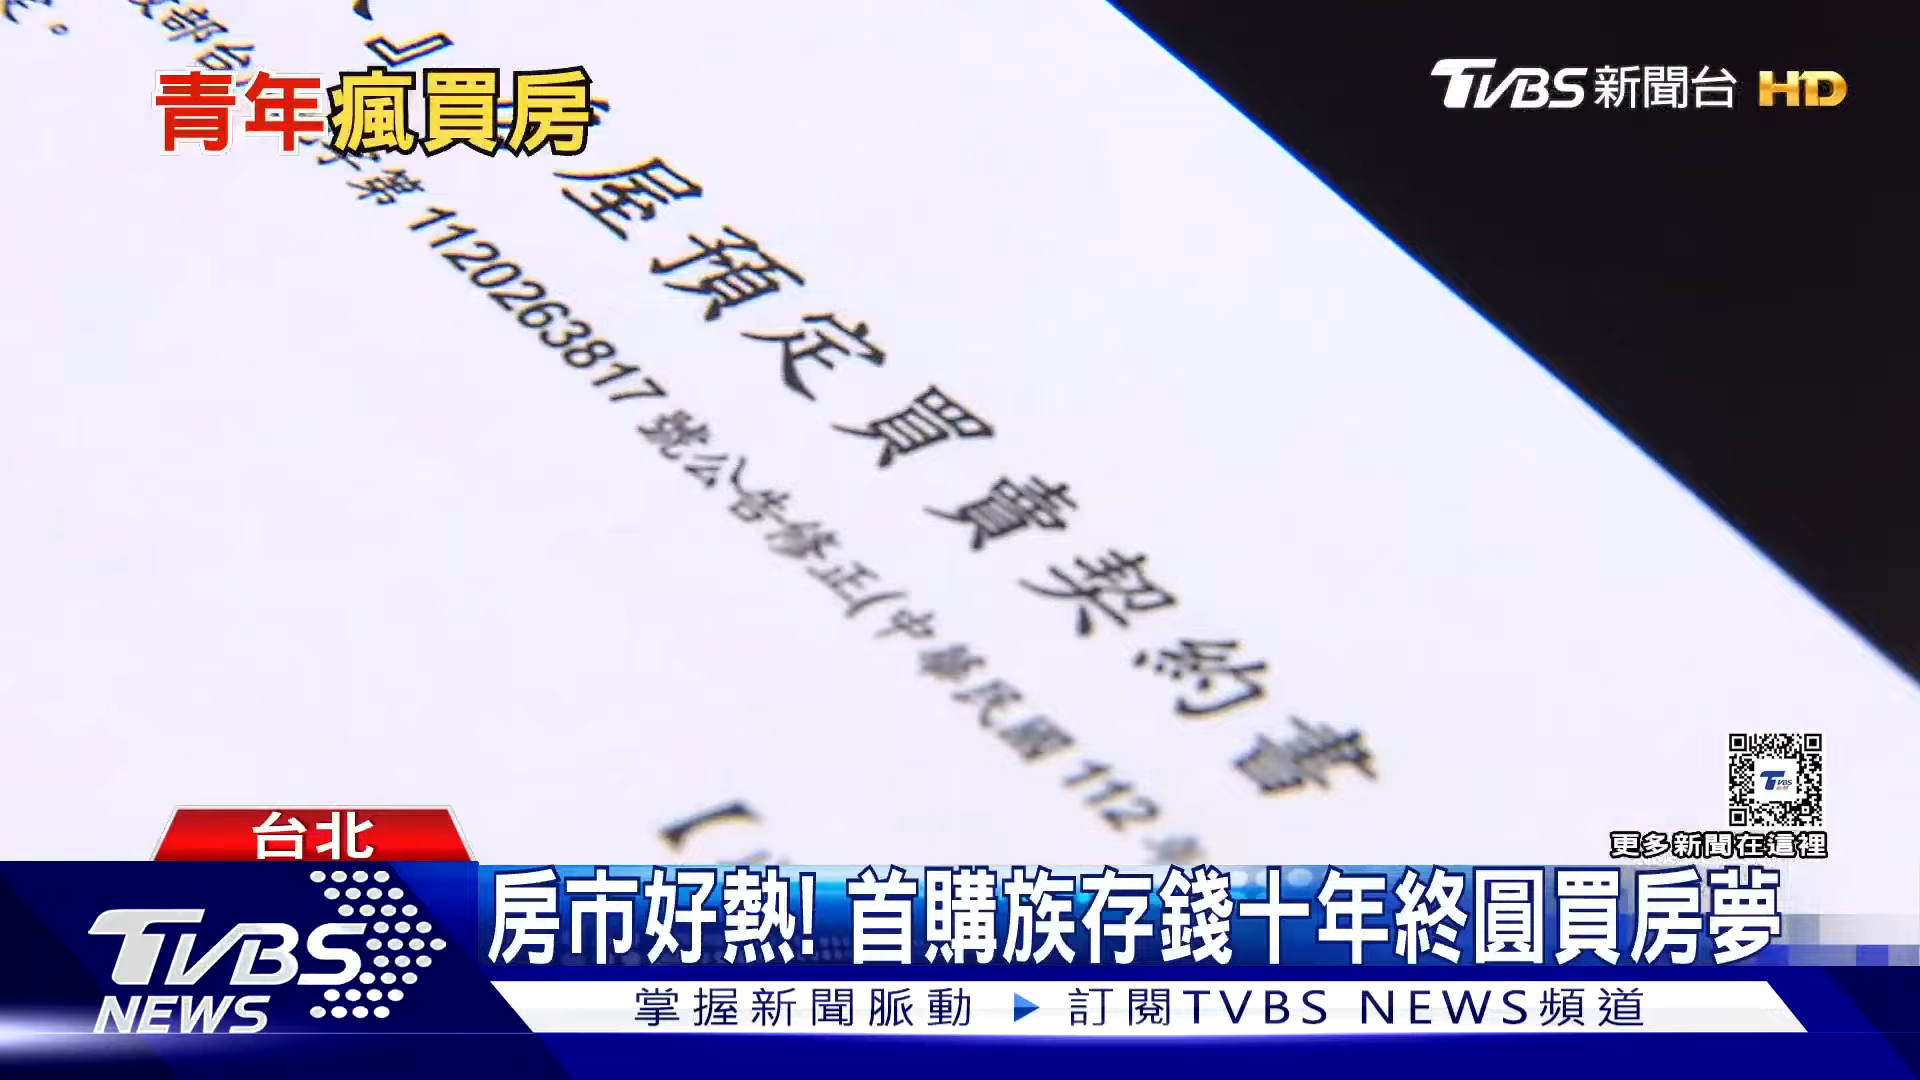 青年瘋買房
TVBS新聞台 HD
』
屋預定買賣契約書
字第 1120263817 號公告修正(中華民國 112
【
TVBS
更多新聞在這裡
台北
房市好熱! 首購族存錢十年終圓買房夢
TVBS
NEWS
掌握新聞脈動 ▶ 訂閱TVBS NEWS頻道